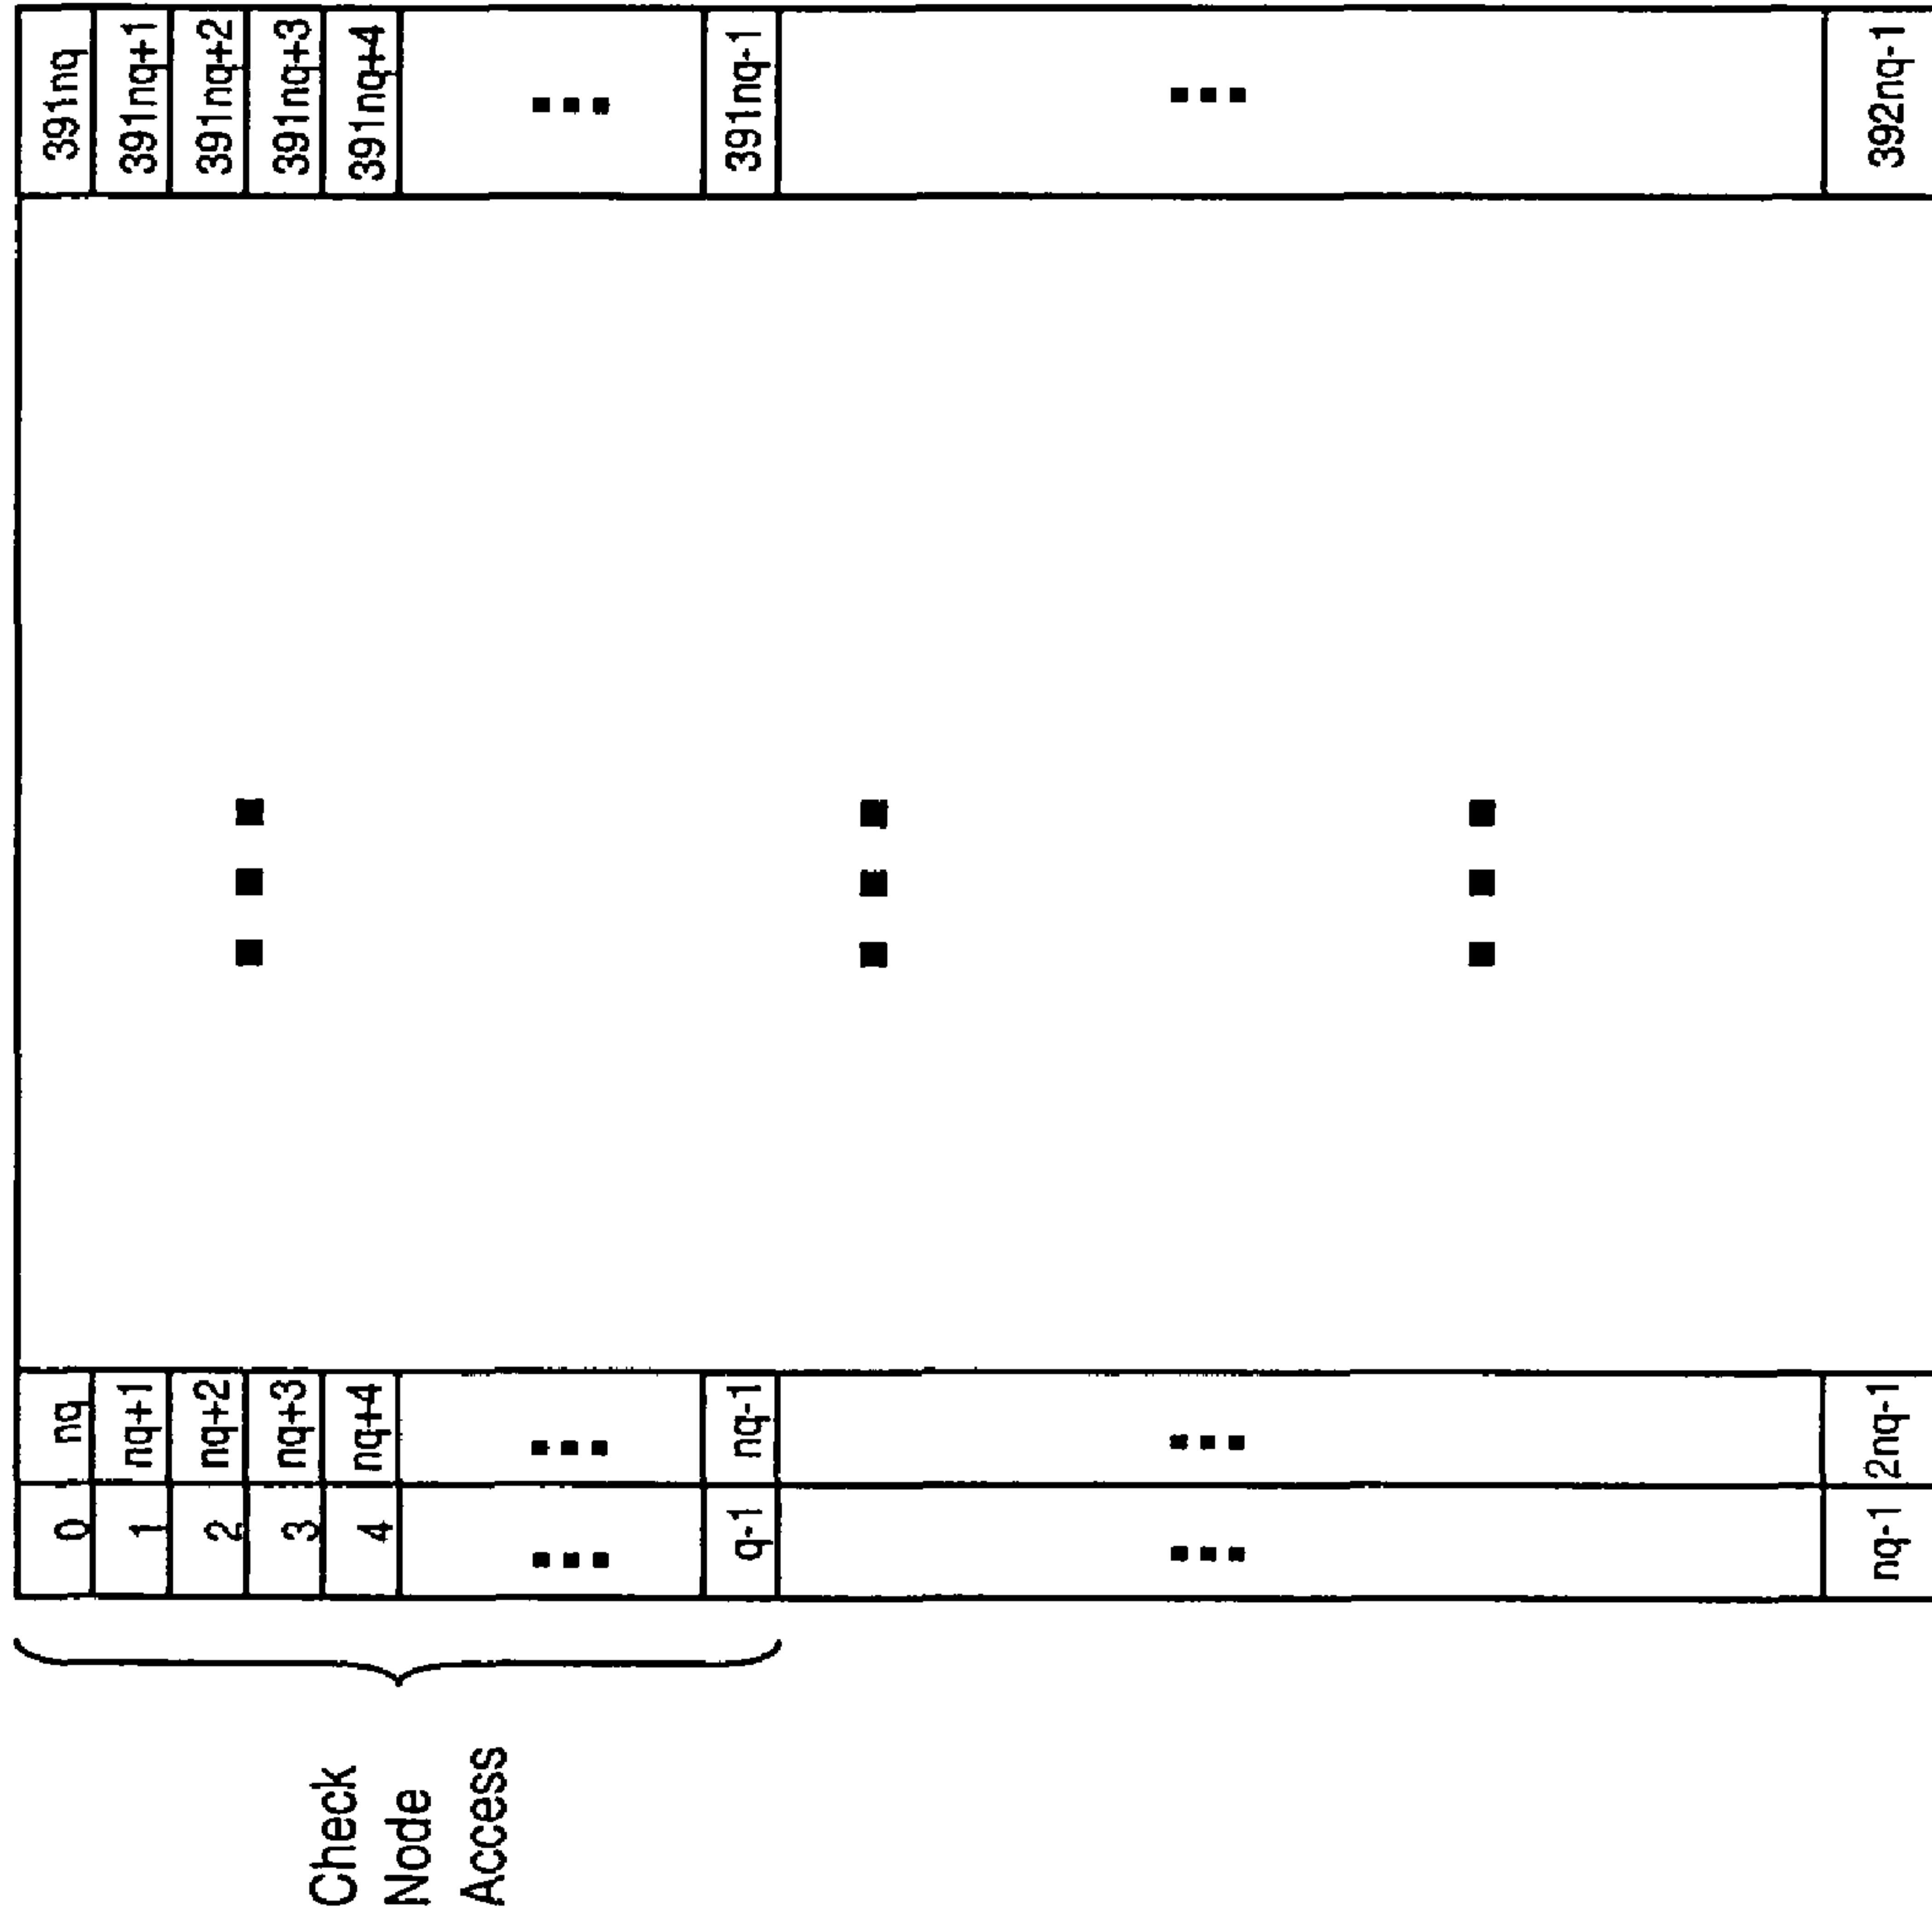 Check
Node
Access
0 nq 391nq
1 nq+1 391nq+1
2 nq+2 391nq+2
3 nq+3 391nq+3
4 nq+4 391nq+4
... ... ...
q-1 nq-1 391nq-1
... ... ...
nq-1 2nq-1 392nq-1